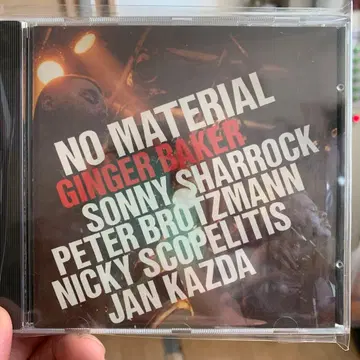 NO MATERIAL
GINGER BAKER
SONNY SHARROCK
PETER BROTZMANN
NICKY SCOPELITIS
JAN KAZDA